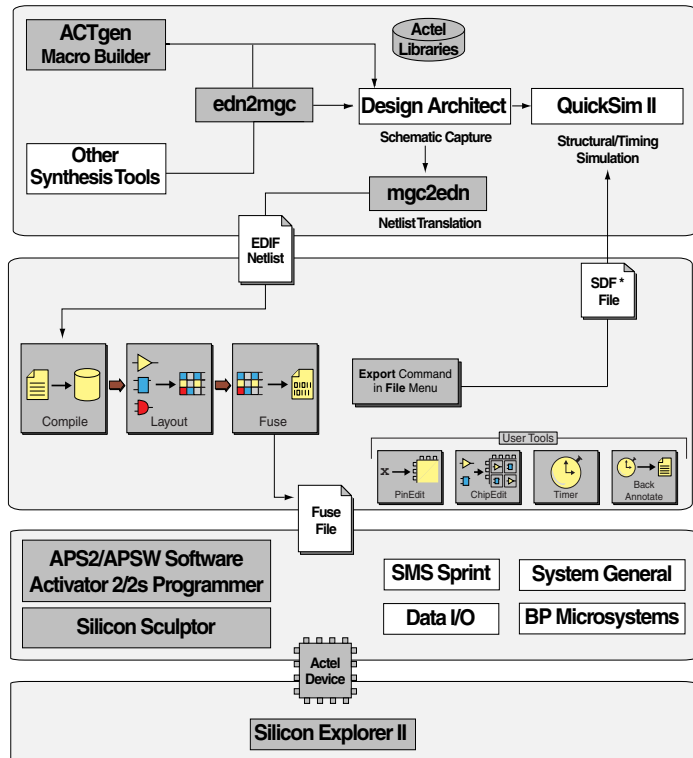 ACTgen
Macro Builder
Actel
Libraries
edn2mgc
Design Architect
QuickSim II
Schematic Capture
Structural/Timing
Simulation
Other
Synthesis Tools
mgc2edn
Netlist Translation
EDIF
Netlist
SDF *
File
Compile
Layout
01011
10111
Fuse
Export Command
in File Menu
User Tools
x
PinEdit
ChipEdit
Timer
Back
Annotate
Fuse
File
APS2/APSW Software
Activator 2/2s Programmer
Silicon Sculptor
SMS Sprint
System General
Data I/O
BP Microsystems
Actel
Device
Silicon Explorer II